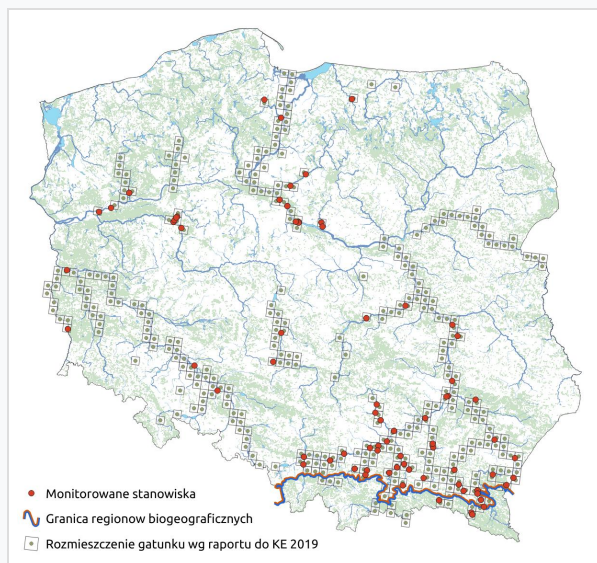 Monitorowane stanowiska
Granica regionow biogeograficznych
Rozmieszczenie gatunku wg raportu do KE 2019